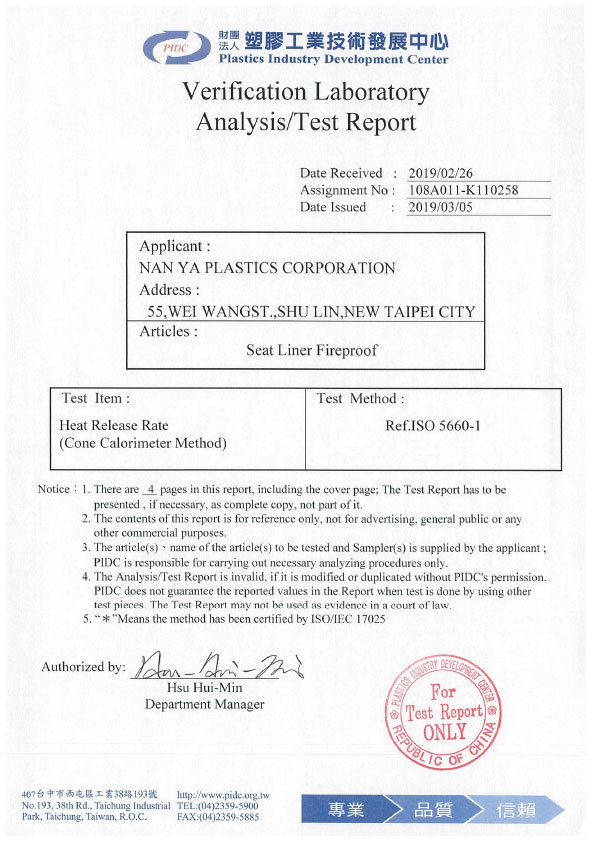 PIDC
財團法人 塑膠工業技術發展中心
Plastics Industry Development Center
Verification Laboratory
Analysis/Test Report
Date Received : 2019/02/26
Assignment No : 108A011-K110258
Date Issued : 2019/03/05
Applicant :
NAN YA PLASTICS CORPORATION
Address :
55,WEI WANGST.,SHU LIN,NEW TAIPEI CITY
Articles :
Seat Liner Fireproof
Test Item : Test Method :
Heat Release Rate Ref.ISO 5660-1
(Cone Calorimeter Method)
Notice : 1. There are 4 pages in this report, including the cover page; The Test Report has to be
presented , if necessary, as complete copy, not part of it.
2. The contents of this report is for reference only, not for advertising, general public or any
other commercial purposes.
3. The article(s)、name of the article(s) to be tested and Sampler(s) is supplied by the applicant ;
PIDC is responsible for carrying out necessary analyzing procedures only.
4. The Analysis/Test Report is invalid, if it is modified or duplicated without PIDC's permission.
PIDC does not guarantee the reported values in the Report when test is done by using other
test pieces. The Test Report may not be used as evidence in a court of law.
5. “＊”Means the method has been certified by ISO/IEC 17025
Authorized by:
Hsu Hui-Min
Department Manager
PLASTICS INDUSTRY DEVELOPMENT CENTER
For
Test Report
ONLY
REPUBLIC OF CHINA
407台中市西屯區工業38路193號 http://www.pidc.org.tw
No.193, 38th Rd., Taichung Industrial TEL:(04)2359-5900
Park, Taichung, Taiwan, R.O.C. FAX:(04)2359-5885
專業 品質 信賴